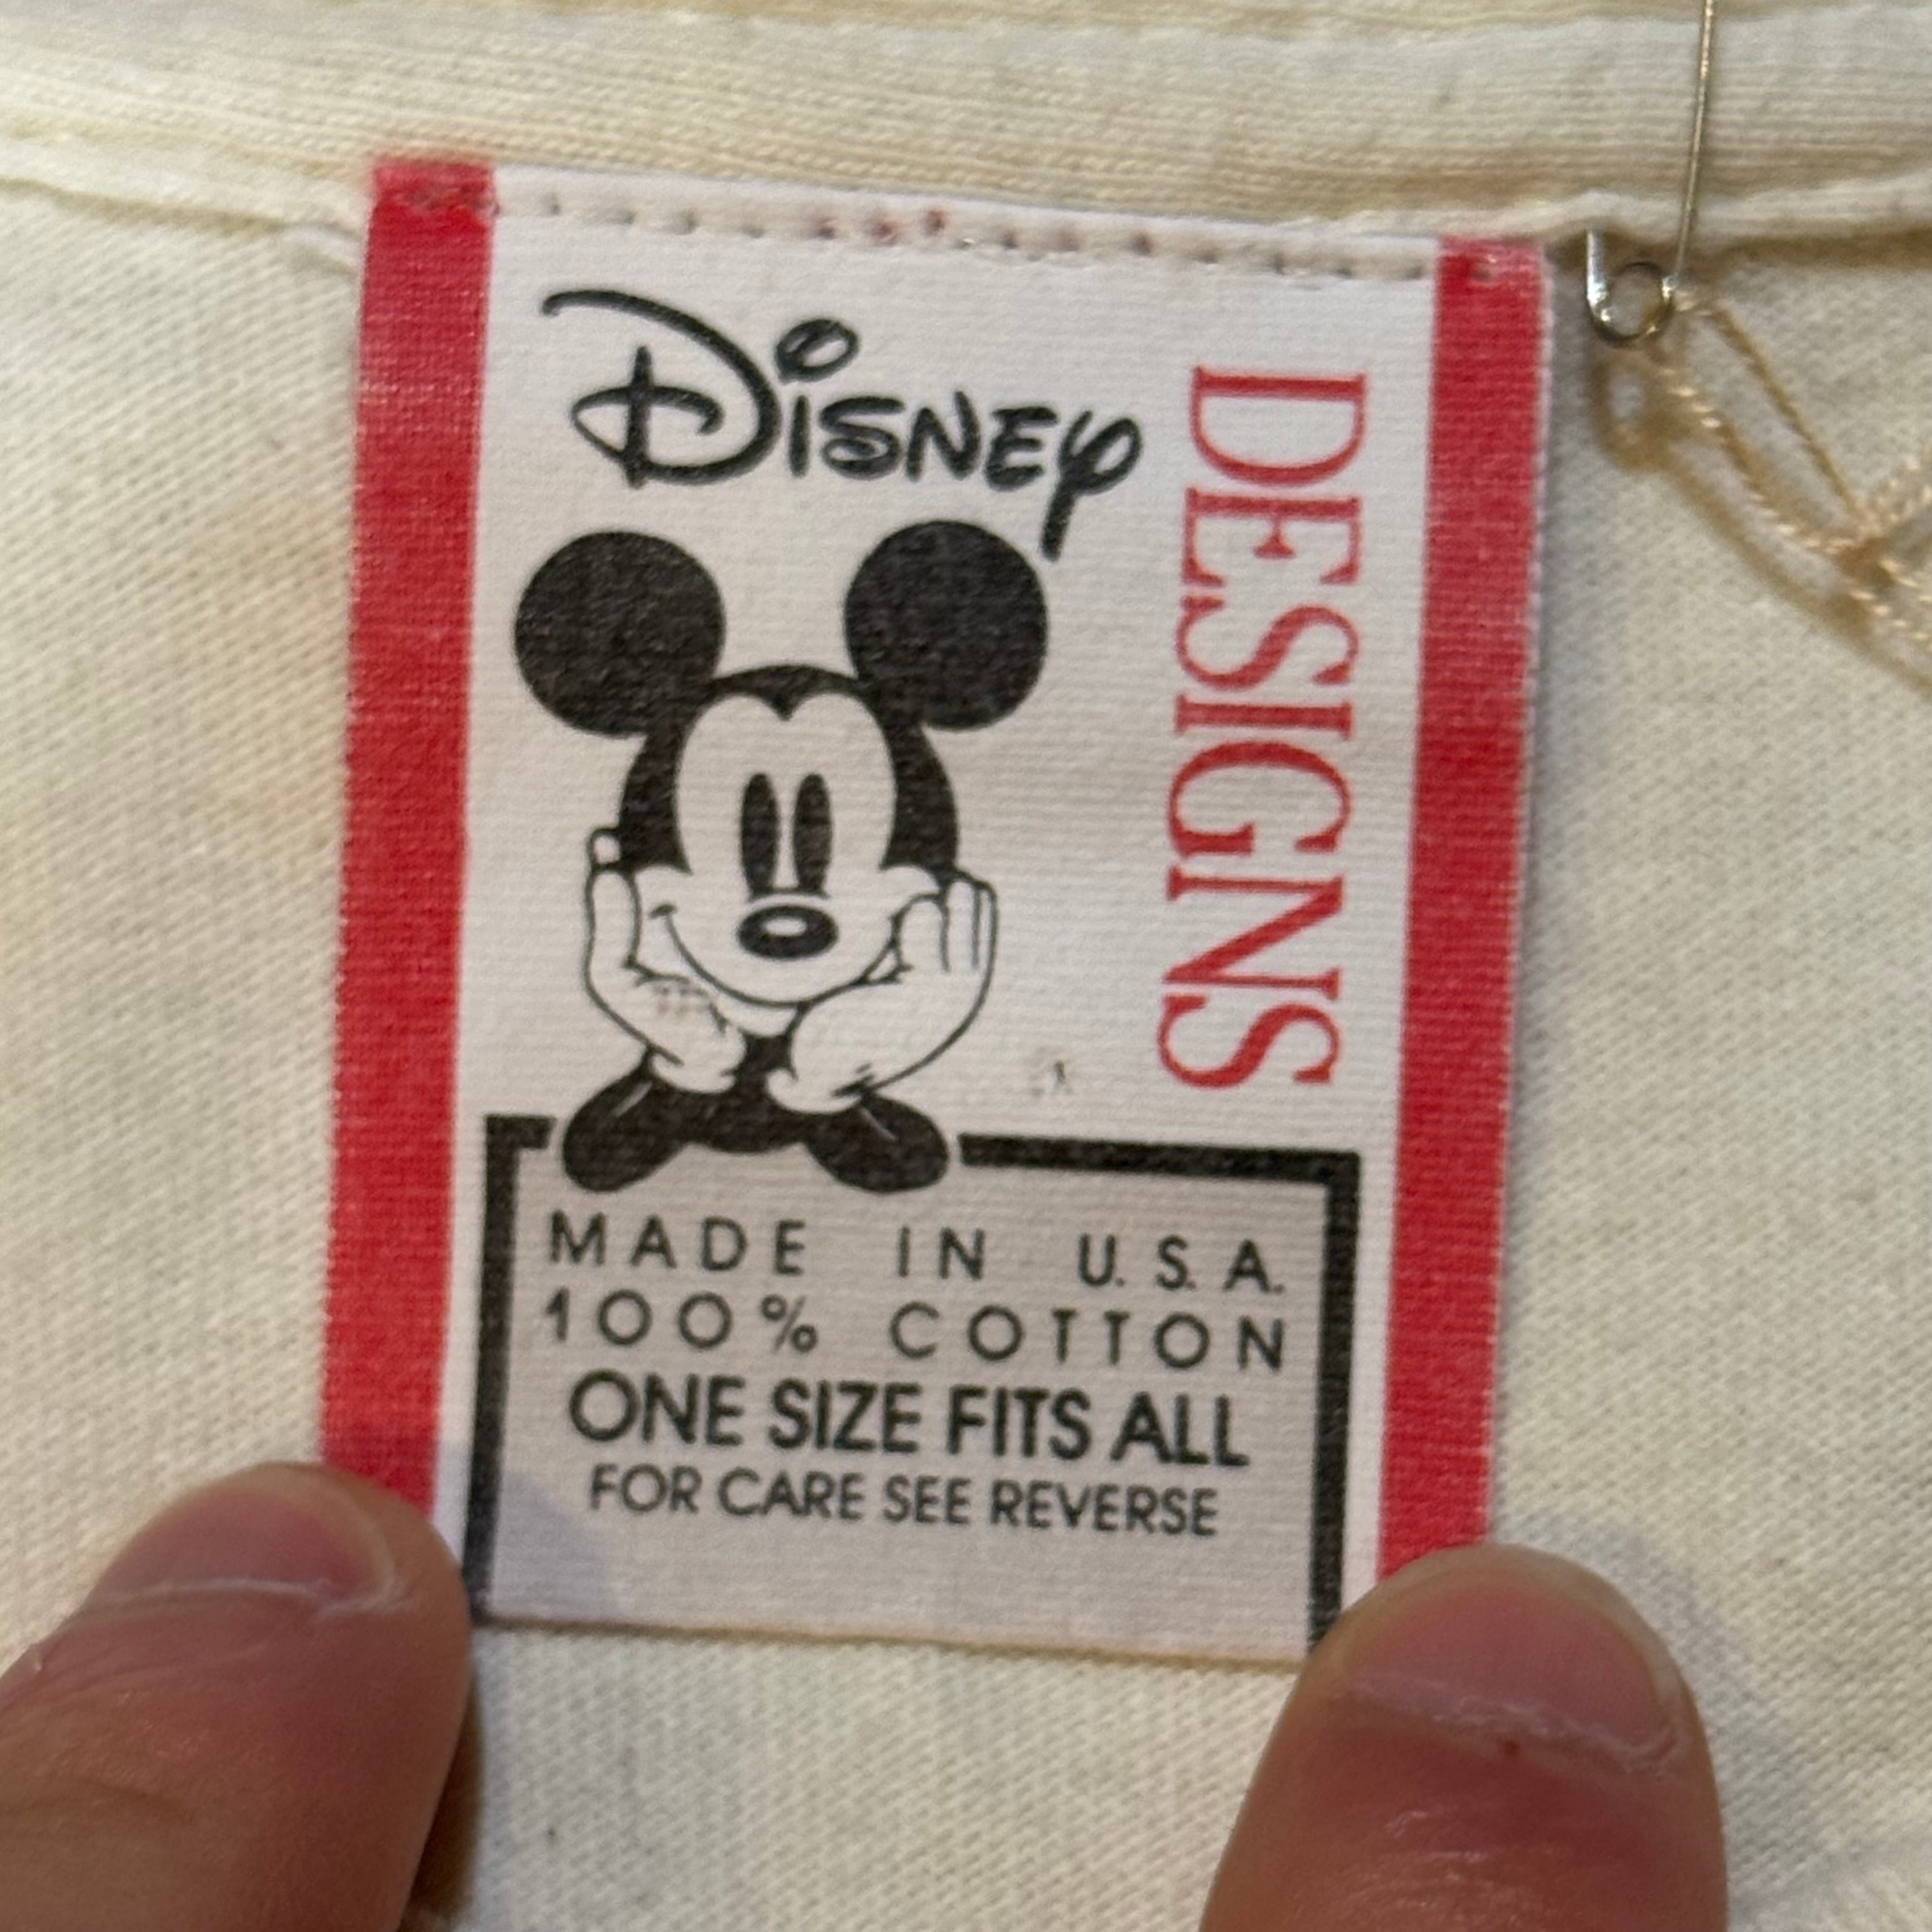 Disney
DESIGNS
MADE IN U.S.A.
100% COTTON
ONE SIZE FITS ALL
FOR CARE SEE REVERSE